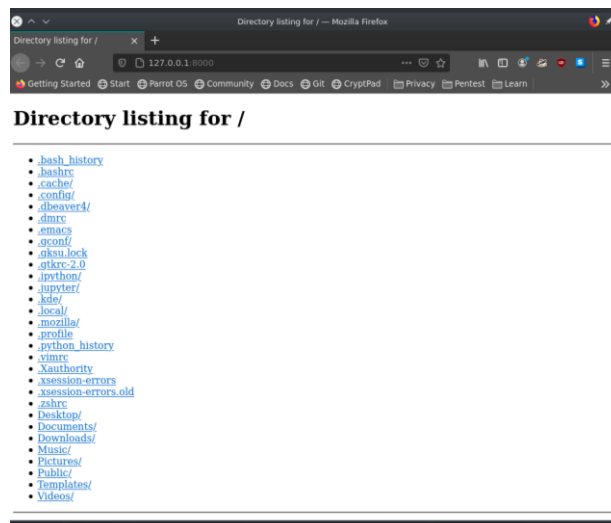 Directory listing for / — Mozilla Firefox
Directory listing for /
127.0.0.1:8000
Getting Started Start Parrot OS Community Docs Git CryptPad Privacy Pentest Learn
Directory listing for /
.bash_history
.bashrc
.cache/
.config/
.dbeaver4/
.dmrc
.emacs
.gconf/
.gksu.lock
.gtkrc-2.0
.ipython/
.jupyter/
.kde/
.local/
.mozilla/
.profile
.python_history
.vimrc
.Xauthority
.xsession-errors
.xsession-errors.old
.zshrc
Desktop/
Documents/
Downloads/
Music/
Pictures/
Public/
Templates/
Videos/